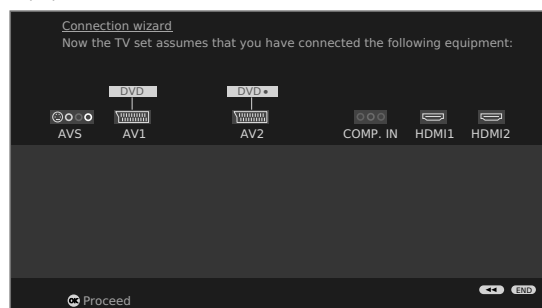 Connection wizard
Now the TV set assumes that you have connected the following equipment:
DVD DVD •
AVS AV1 AV2 COMP. IN HDMI1 HDMI2
END
OK Proceed